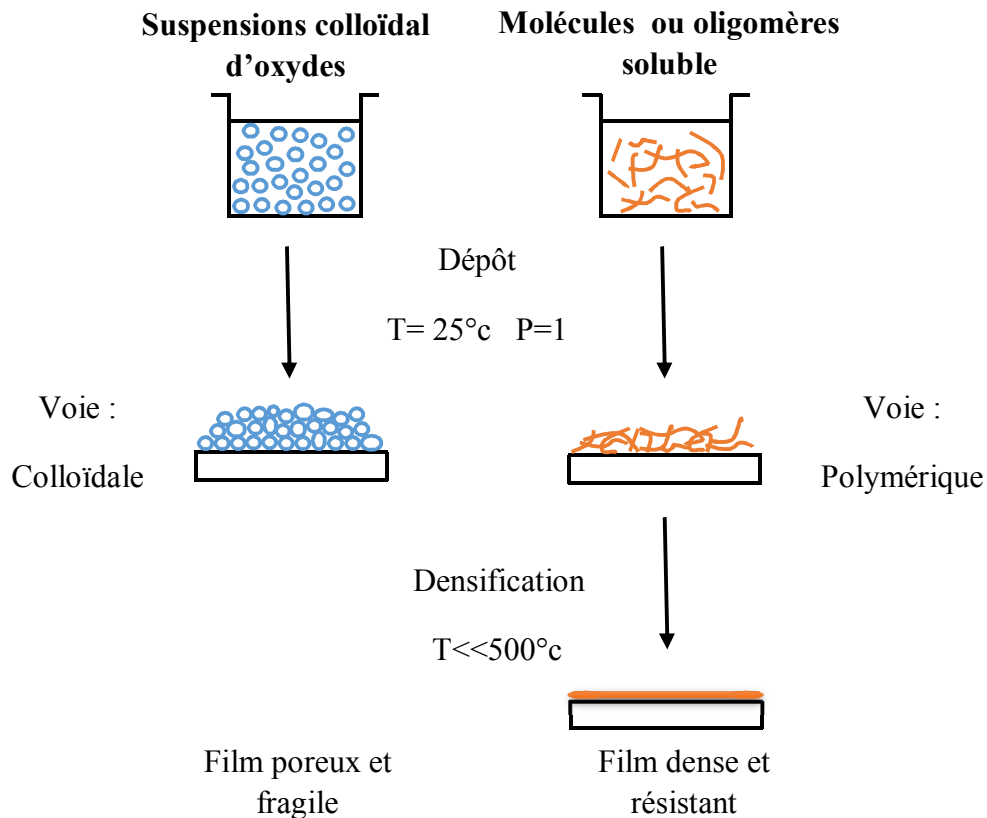 Suspensions colloïdal
d'oxydes
Molécules ou oligomères
soluble
Dépôt
T= 25°c P=1
Voie :
Colloïdale
Voie :
Polymérique
Densification
T<<500°c
Film poreux et
fragile
Film dense et
résistant